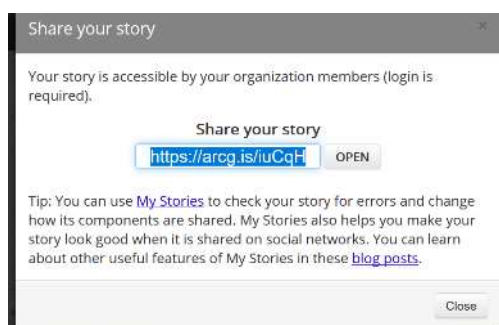 Share your story
×
Your story is accessible by your organization members (login is
required).
Share your story
https://arcg.is/iuCqH OPEN
Tip: You can use My Stories to check your story for errors and change
how its components are shared. My Stories also helps you make your
story look good when it is shared on social networks. You can learn
about other useful features of My Stories in these blog posts.
Close